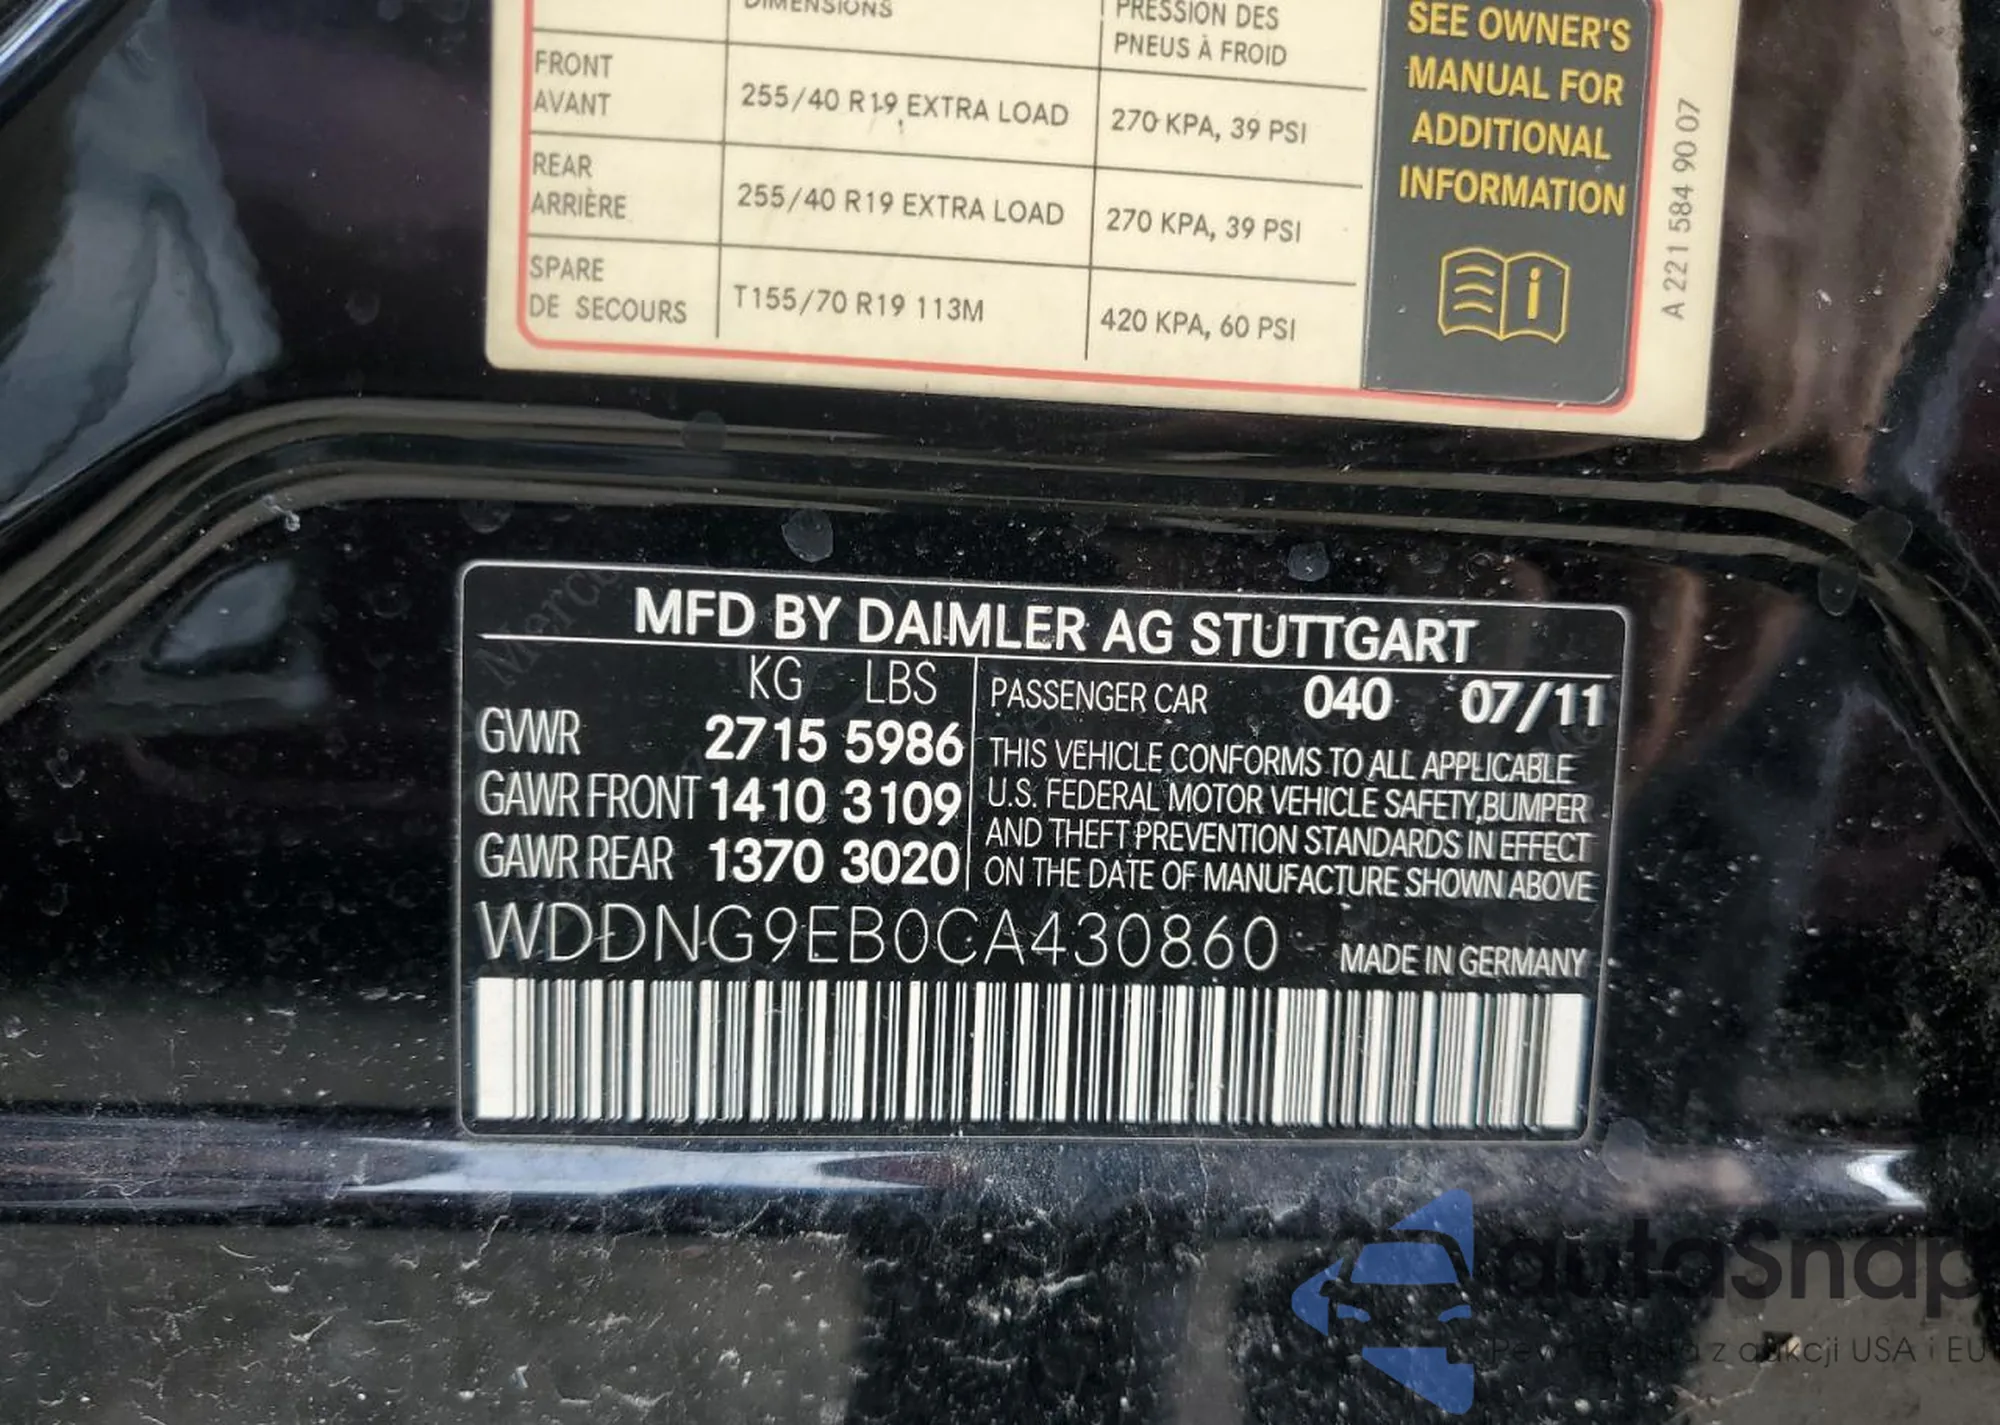 DIMENSIONS
PRESSION DES
PNEUS À FROID
FRONT
AVANT
255/40 R19 EXTRA LOAD
270 KPA, 39 PSI
REAR
ARRIÈRE
255/40 R19 EXTRA LOAD
270 KPA, 39 PSI
SPARE
DE SECOURS
T155/70 R19 113M
420 KPA, 60 PSI
SEE OWNER'S
MANUAL FOR
ADDITIONAL
INFORMATION
A 221 584 90 07
MFD BY DAIMLER AG STUTTGART
KG LBS
GVWR 2715 5986
GAWR FRONT 1410 3109
GAWR REAR 1370 3020
PASSENGER CAR 040 07/11
THIS VEHICLE CONFORMS TO ALL APPLICABLE
U.S. FEDERAL MOTOR VEHICLE SAFETY,BUMPER
AND THEFT PREVENTION STANDARDS IN EFFECT
ON THE DATE OF MANUFACTURE SHOWN ABOVE
WDDNG9EB0CA430860
MADE IN GERMANY
autaSnap
z aukcji USA i EU